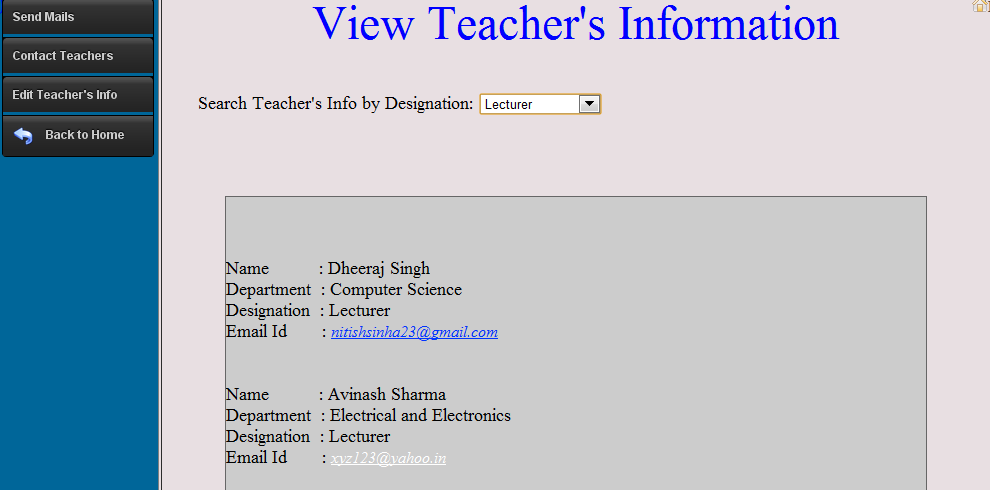 Send Mails
Contact Teachers
Edit Teacher's Info
Back to Home
View Teacher's Information
Search Teacher's Info by Designation: Lecturer
Name : Dheeraj Singh
Department : Computer Science
Designation : Lecturer
Email Id : nitishsinha23@gmail.com
Name : Avinash Sharma
Department : Electrical and Electronics
Designation : Lecturer
Email Id : xyz123@yahoo.in